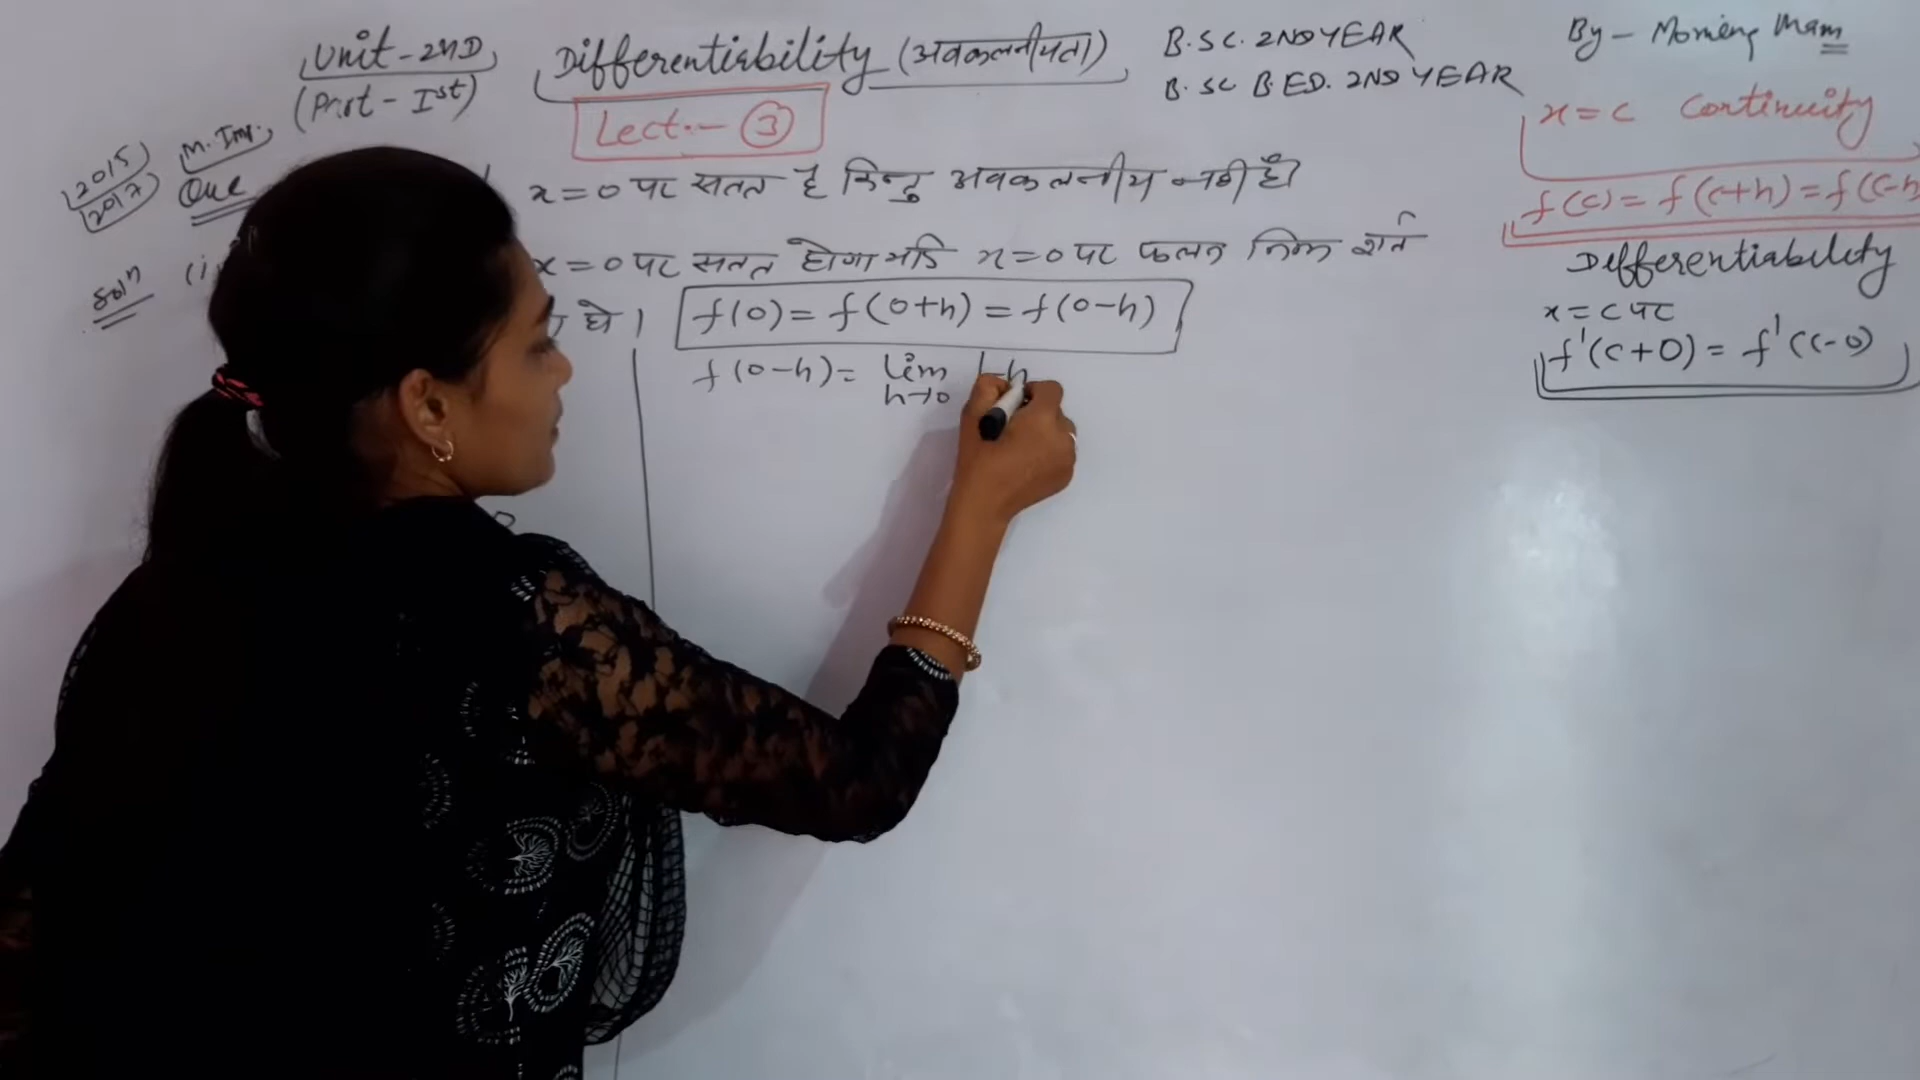 Unit-2ND
(Part-Ist)
Differentiability (अवकलनीयता)
Lect.- 3
B.SC. 2ND YEAR
B.SC B.ED. 2ND YEAR
By - Monieng Mam
2015
2017
M. Imp.
Que
x=0 पर सतत है किन्तु अवकलनीय नहीं है
Solⁿ (i)
x=0 पर सतत होगा यदि x=0 पर फलन निम्न शर्त
f(0) = f(0+h) = f(0-h)
f(0-h) = lim |-h
h→0
x=c Continuity
f(c) = f(c+h) = f(c-h
Differentiability
x=c पर
f'(c+0) = f'(c-0)